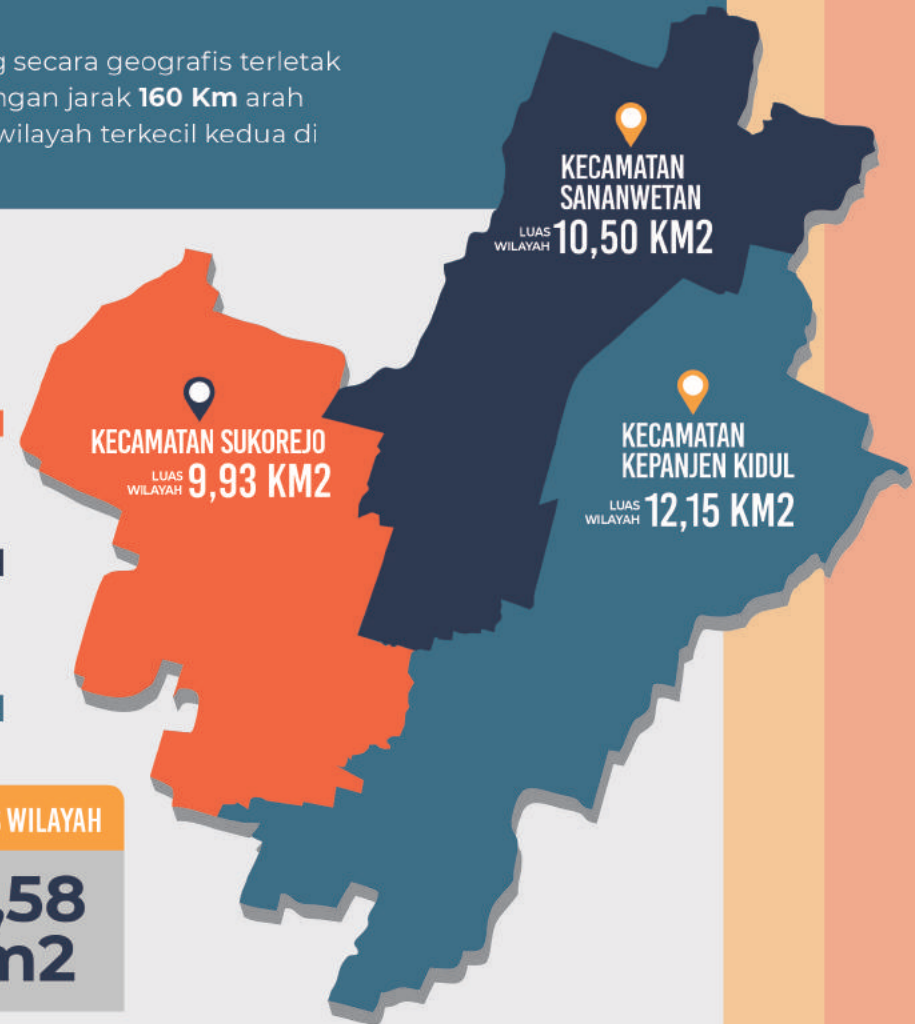 secara geografis terletak
jarak 160 Km arah
wilayah terkecil kedua di
KECAMATAN
SANANWETAN
LUAS
WILAYAH 10,50 KM2
KECAMATAN SUKOREJO
LUAS
WILAYAH 9,93 KM2
KECAMATAN
KEPANJEN KIDUL
LUAS
WILAYAH 12,15 KM2
WILAYAH
,58
m2